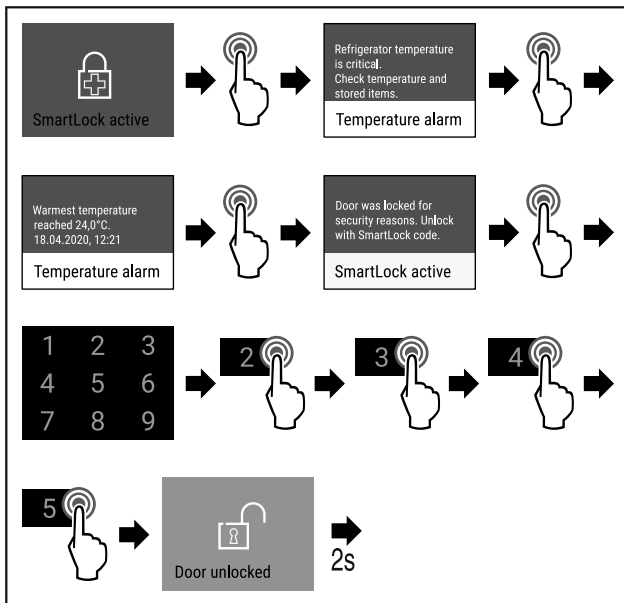 SmartLock active
Refrigerator temperature
is critical.
Check temperature and
stored items.
Temperature alarm
Warmest temperature
reached 24,0°C.
18.04.2020, 12:21
Temperature alarm
Door was locked for
security reasons. Unlock
with SmartLock code.
SmartLock active
1 2 3
4 5 6
7 8 9
2
3
4
5
Door unlocked
2s